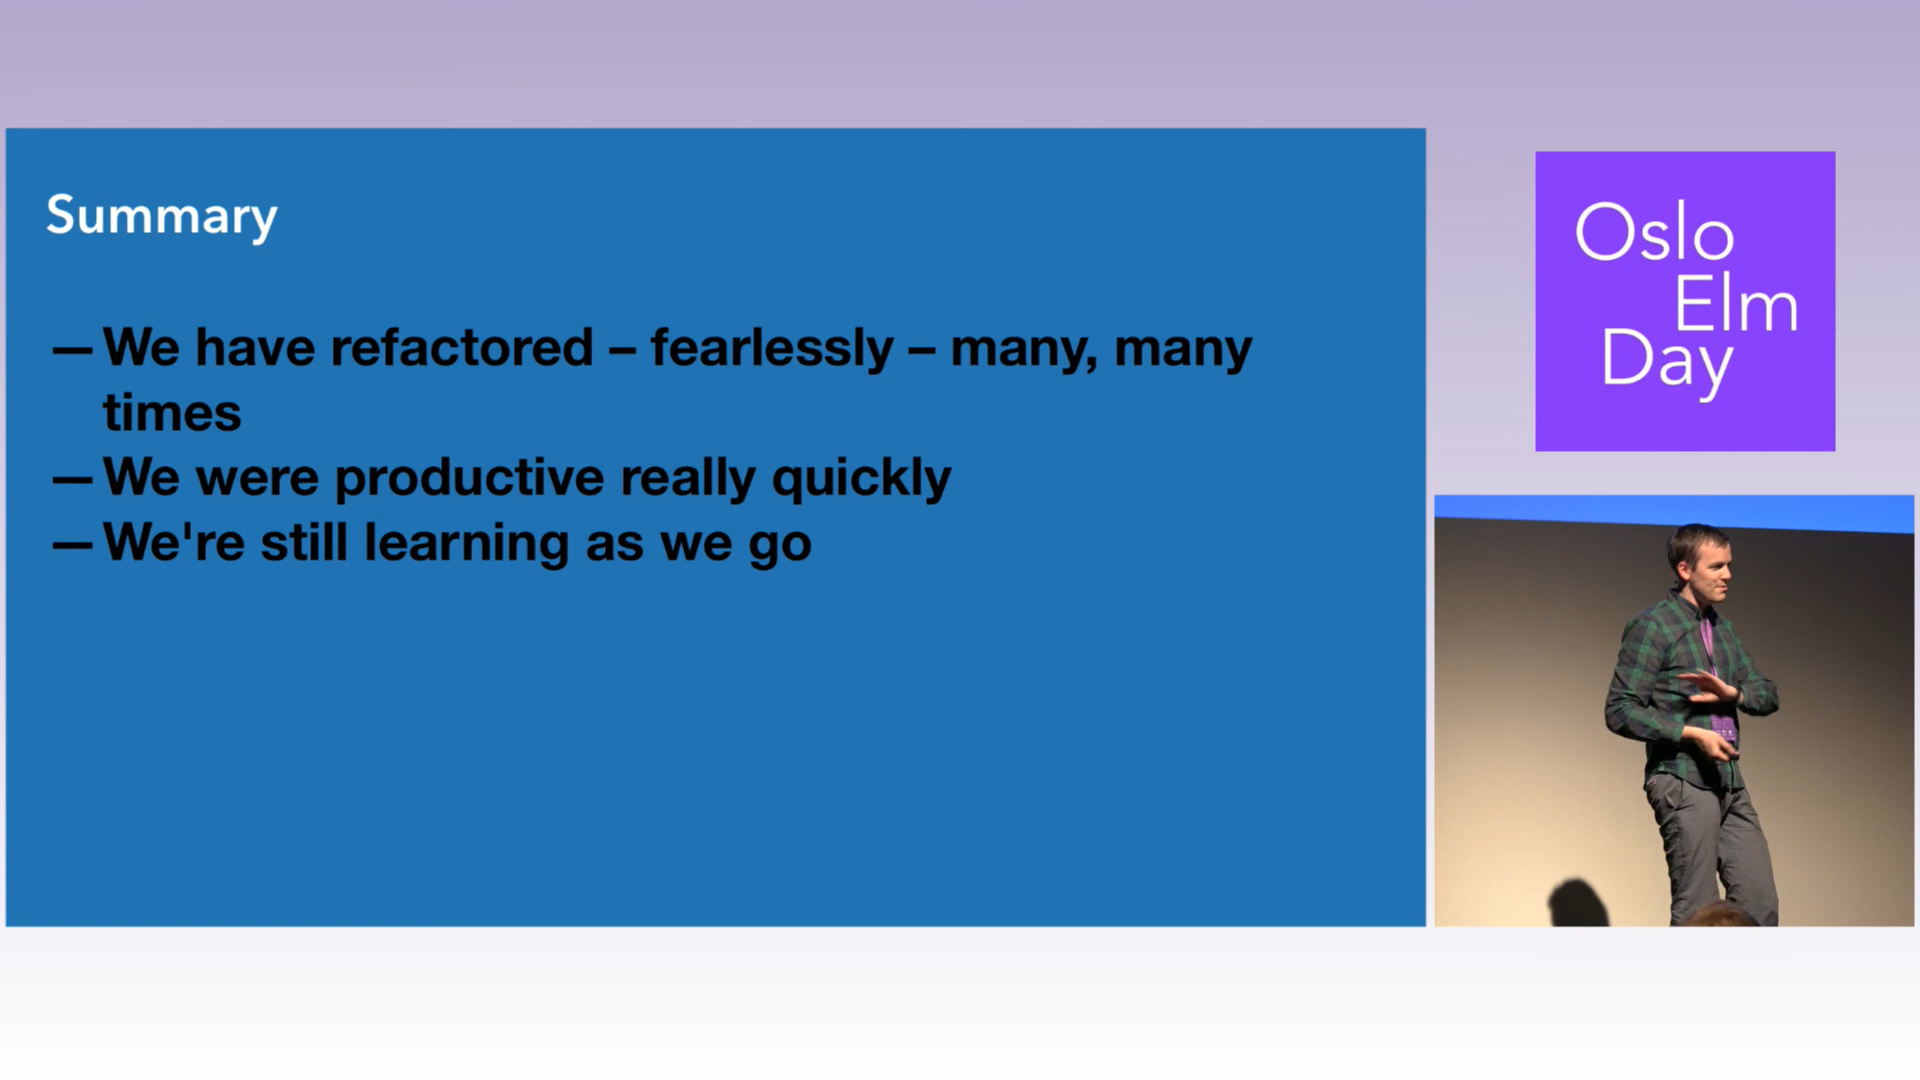 Summary
— We have refactored – fearlessly – many, many
times
— We were productive really quickly
— We're still learning as we go
Oslo
Elm
Day